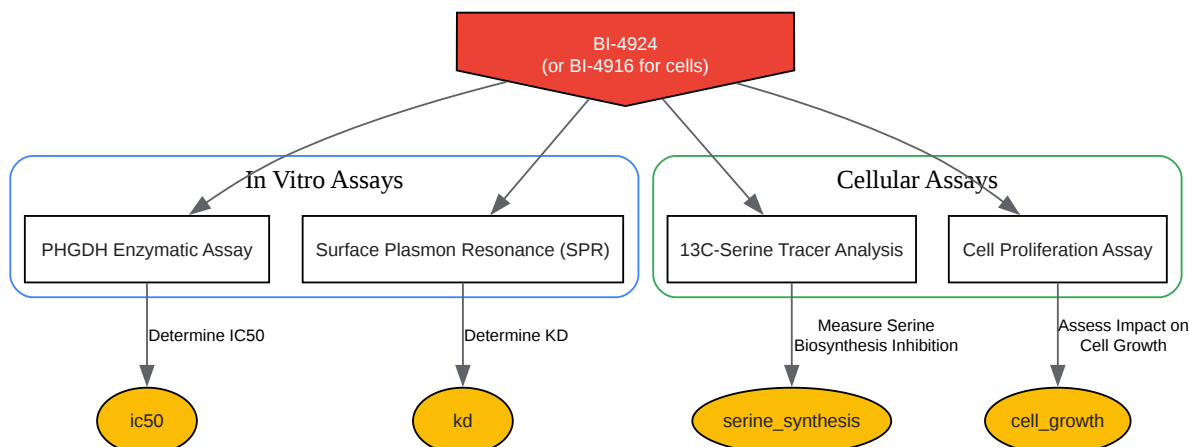 BI-4924
(or BI-4916 for cells)
In Vitro Assays
Cellular Assays
PHGDH Enzymatic Assay
Surface Plasmon Resonance (SPR)
13C-Serine Tracer Analysis
Cell Proliferation Assay
Determine IC50
Determine KD
Measure Serine
Biosynthesis Inhibition
Assess Impact on
Cell Growth
ic50
kd
serine_synthesis
cell_growth